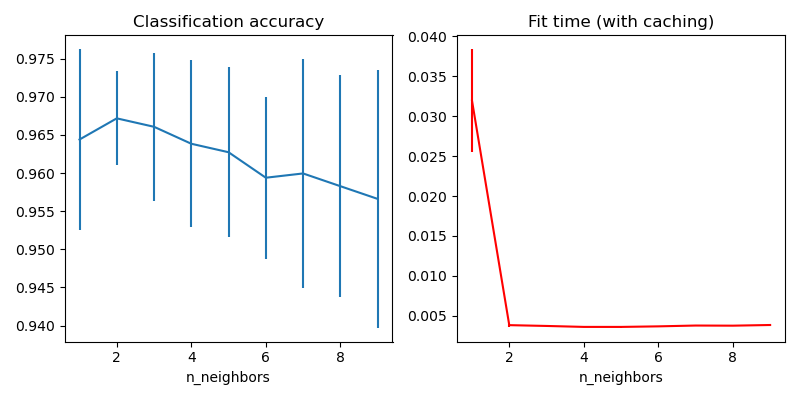 Classification accuracy
0.975
0.970
0.965
0.960
0.955
0.950
0.945
0.940
2 4 6 8
n_neighbors
Fit time (with caching)
0.040
0.035
0.030
0.025
0.020
0.015
0.010
0.005
2 4 6 8
n_neighbors